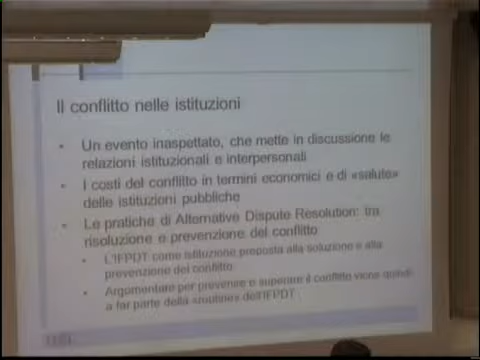 Il conflitto nelle istituzioni
Un evento inaspettato, che mette in discussione le
relazioni istituzionali e interpersonali
I costi del conflitto in termini economici e di «salute»
delle istituzioni pubbliche
Le pratiche di Alternative Dispute Resolution: tra
risoluzione e prevenzione del conflitto
L'IFPDT come istituzione preposta alla soluzione e alla
prevenzione del conflitto
Argomentare per prevenire e superare il conflitto viene quindi
a far parte della «routine» dell'IFPDT